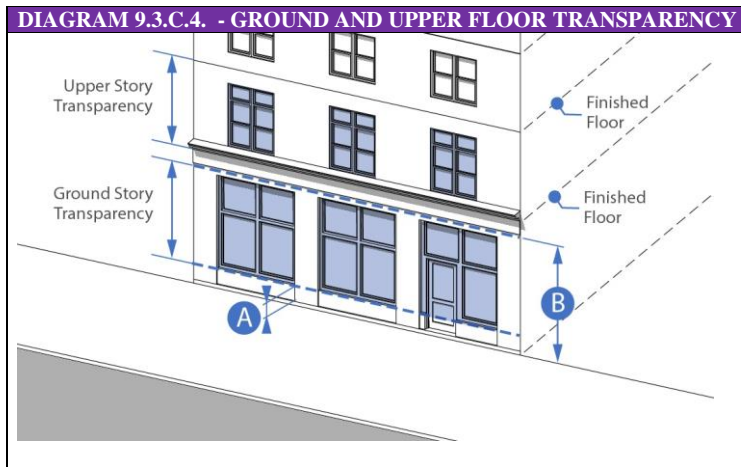 DIAGRAM 9.3.C.4. - GROUND AND UPPER FLOOR TRANSPARENCY
Upper Story
Transparency
Finished
Floor
Ground Story
Transparency
Finished
Floor
A
B